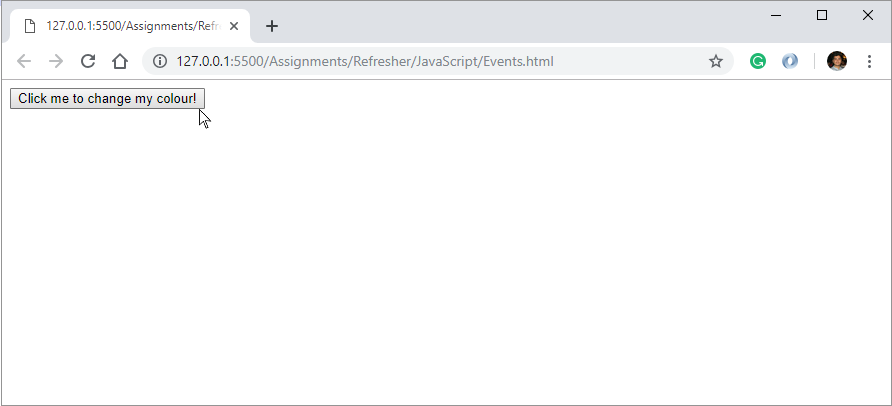 127.0.0.1:5500/Assignments/Refr
127.0.0.1:5500/Assignments/Refresher/JavaScript/Events.html
Click me to change my colour!